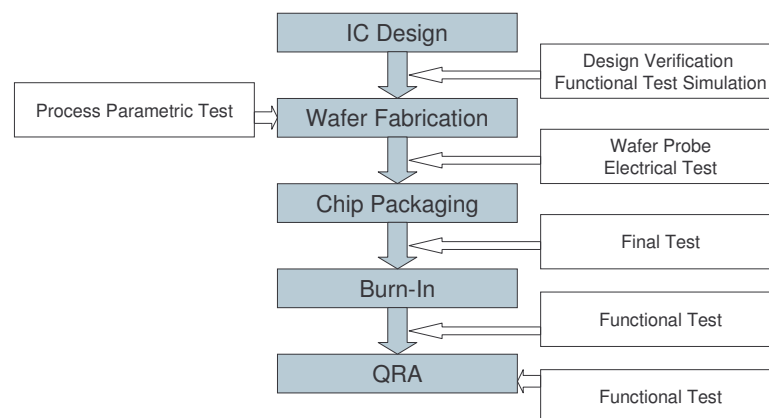 IC Design
Design Verification
Functional Test Simulation
Process Parametric Test
Wafer Fabrication
Wafer Probe
Electrical Test
Chip Packaging
Final Test
Burn-In
Functional Test
QRA
Functional Test